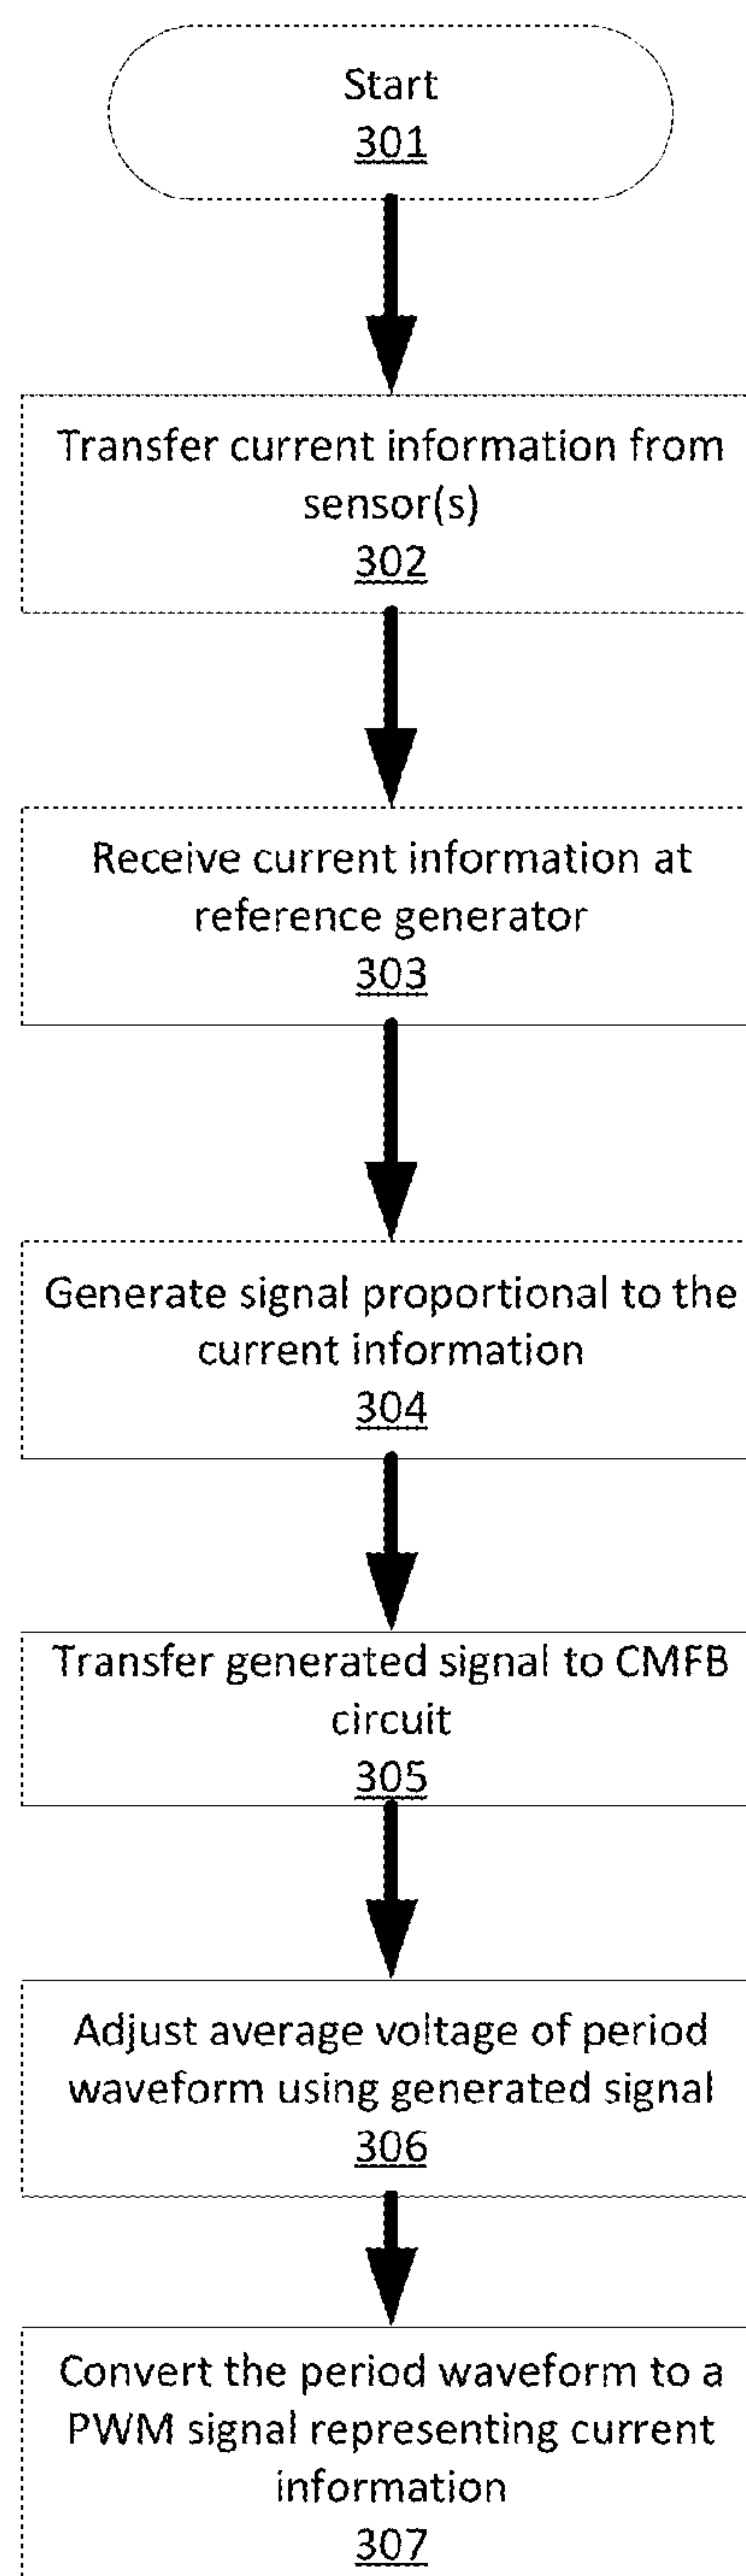 Start
301
Transfer current information from
sensor(s)
302
Receive current information at
reference generator
303
Generate signal proportional to the
current information
304
Transfer generated signal to CMFB
circuit
305
Adjust average voltage of period
waveform using generated signal
306
Convert the period waveform to a
PWM signal representing current
information
307